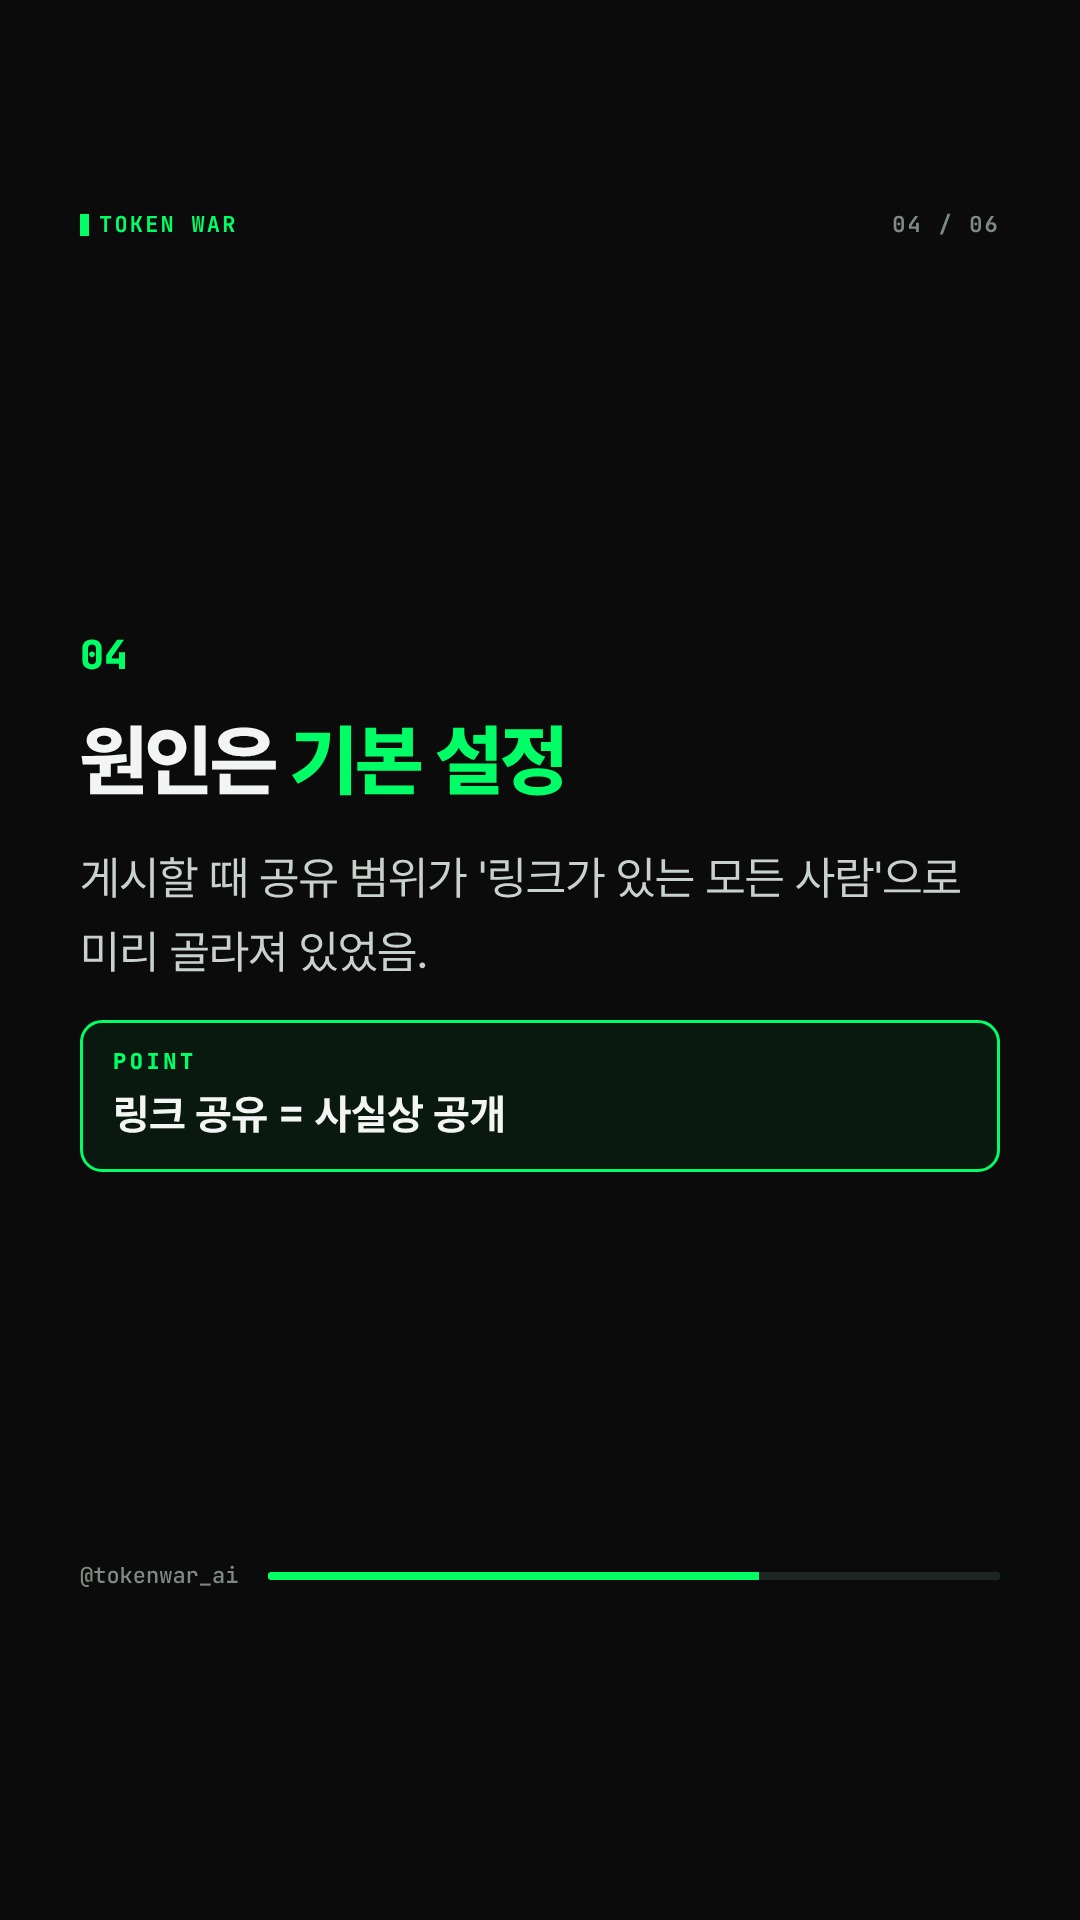 TOKEN WAR
04 / 06
04
원인은 기본 설정
게시할 때 공유 범위가 '링크가 있는 모든 사람'으로
미리 골라져 있었음.
POINT
링크 공유 = 사실상 공개
@tokenwar_ai